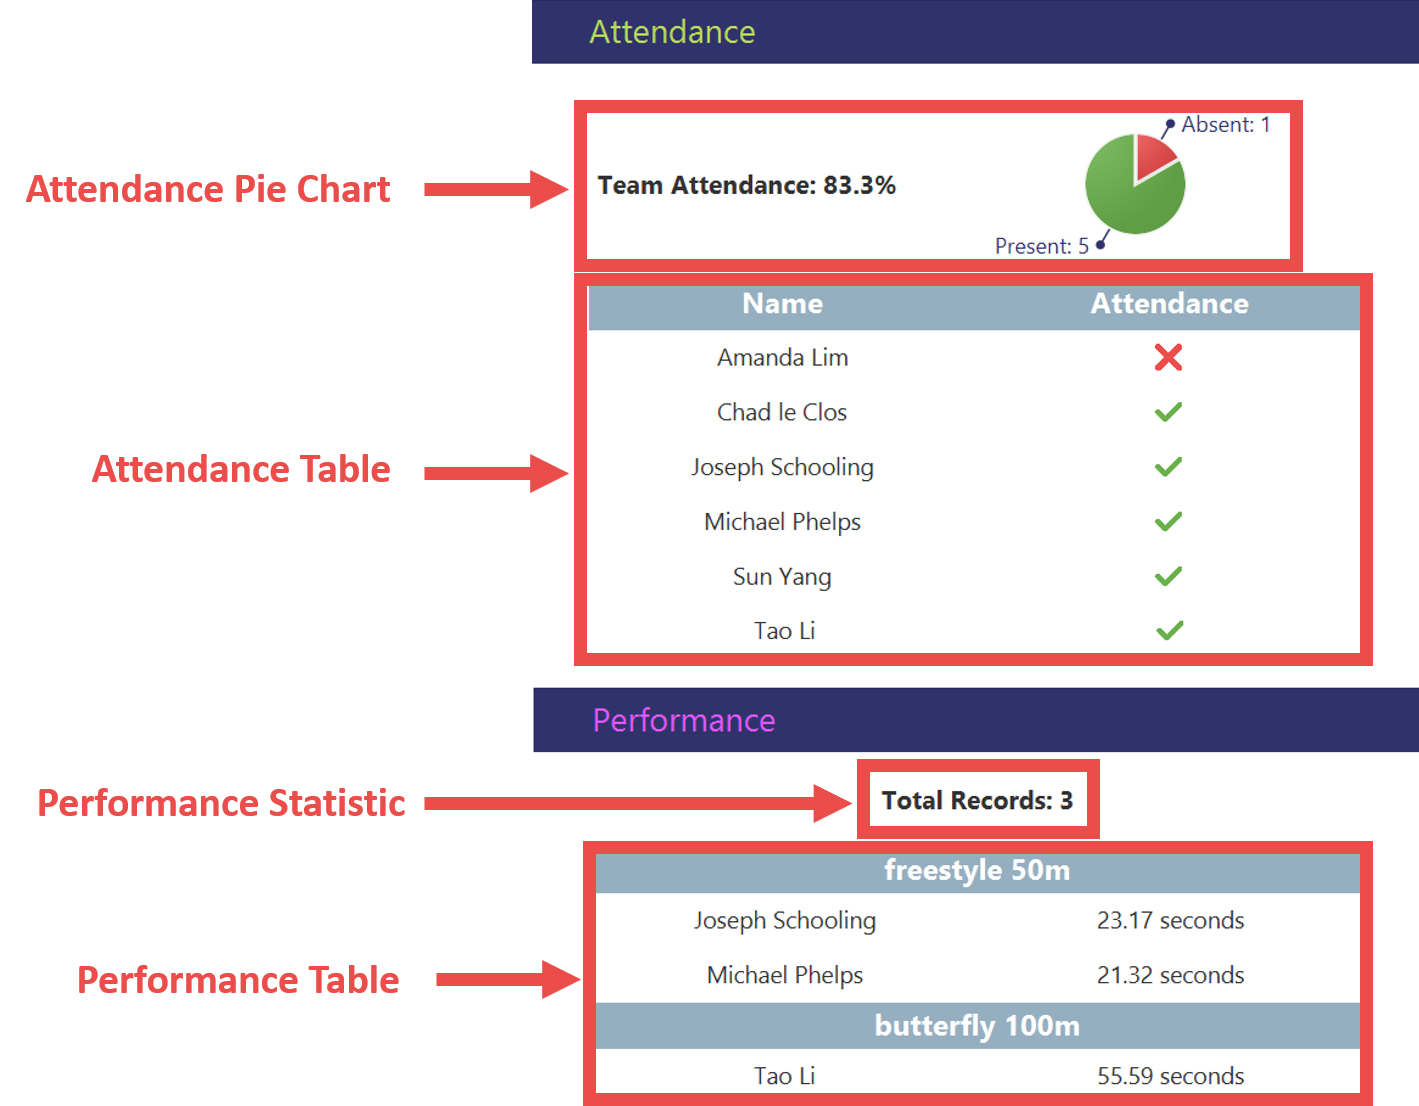 Attendance
Absent: 1
Attendance Pie Chart
Team Attendance: 83.3%
Present: 5
Name Attendance
Amanda Lim
Chad le Clos
Attendance Table
Joseph Schooling
Michael Phelps
Sun Yang
Tao Li
Performance
Performance Statistic
Total Records: 3
freestyle 50m
Joseph Schooling 23.17 seconds
Performance Table
Michael Phelps 21.32 seconds
butterfly 100m
Tao Li 55.59 seconds